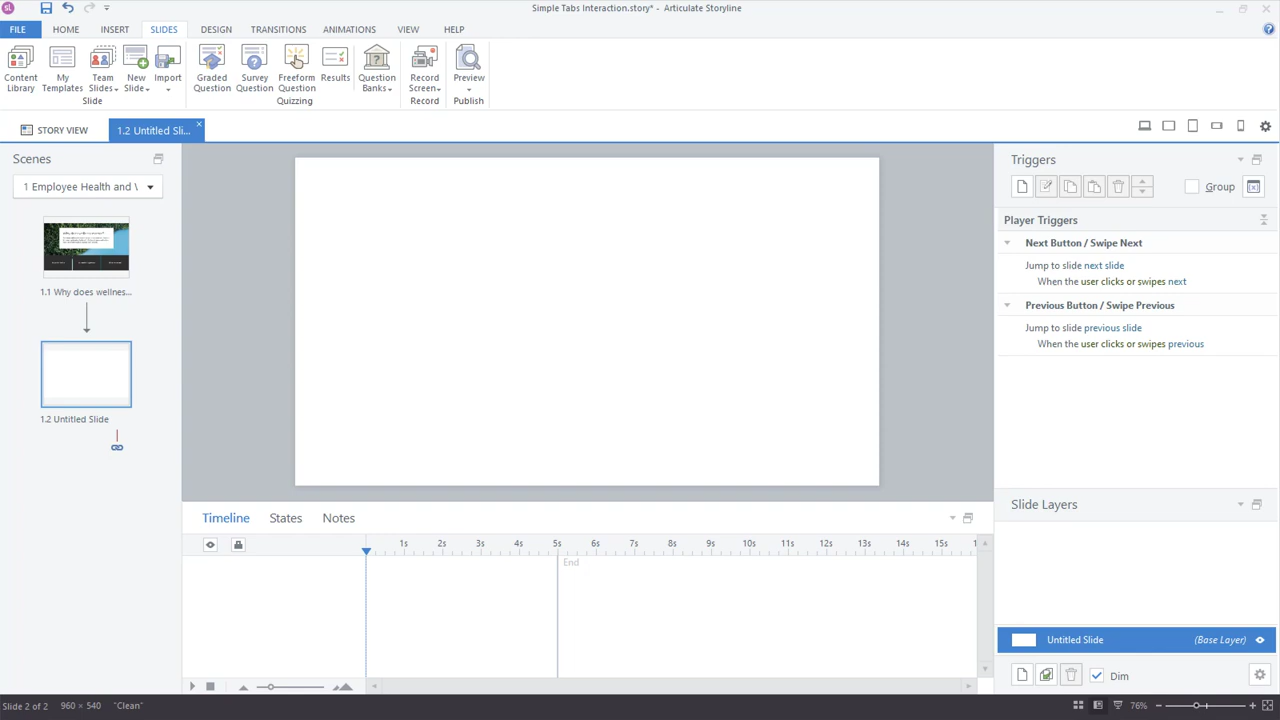 SL
Simple Tabs Interaction.story* - Articulate Storyline
FILE HOME INSERT SLIDES DESIGN TRANSITIONS ANIMATIONS VIEW HELP
Content Library
My Templates
Team Slides
New Slide
Import
Graded Question
Survey Question
Freeform Question
Results
Question Banks
Record Screen
Preview
Slide Quizzing Record Publish
STORY VIEW
1.2 Untitled Sli...
Scenes
1 Employee Health and \
1.1 Why does wellnes...
1.2 Untitled Slide
Triggers
Group
Player Triggers
Next Button / Swipe Next
Jump to slide next slide
When the user clicks or swipes next
Previous Button / Swipe Previous
Jump to slide previous slide
When the user clicks or swipes previous
Timeline States Notes
1s 2s 3s 4s 5s 6s 7s 8s 9s 10s 11s 12s 13s 14s 15s 1
End
Slide Layers
Untitled Slide (Base Layer)
Dim
Slide 2 of 2 960 × 540 "Clean" 76%